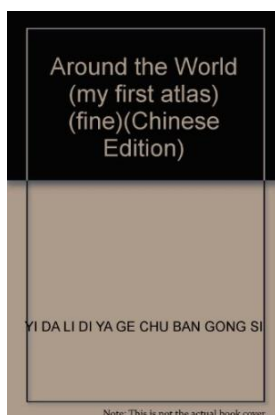 Around the World
(my first atlas)
(fine)(Chinese
Edition)
YI DA LI DI YA GE CHU BAN GONG SI
Note: This is not the actual book cover